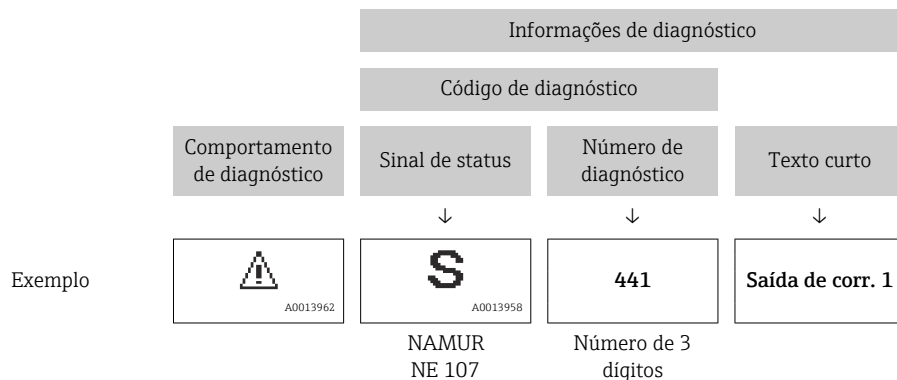 Informações de diagnóstico
Código de diagnóstico
Comportamento
de diagnóstico
Sinal de status
Número de
diagnóstico
Texto curto
↓ ↓ ↓
Exemplo
A0013962
S
A0013958
441
Saída de corr. 1
NAMUR
NE 107
Número de 3
dígitos